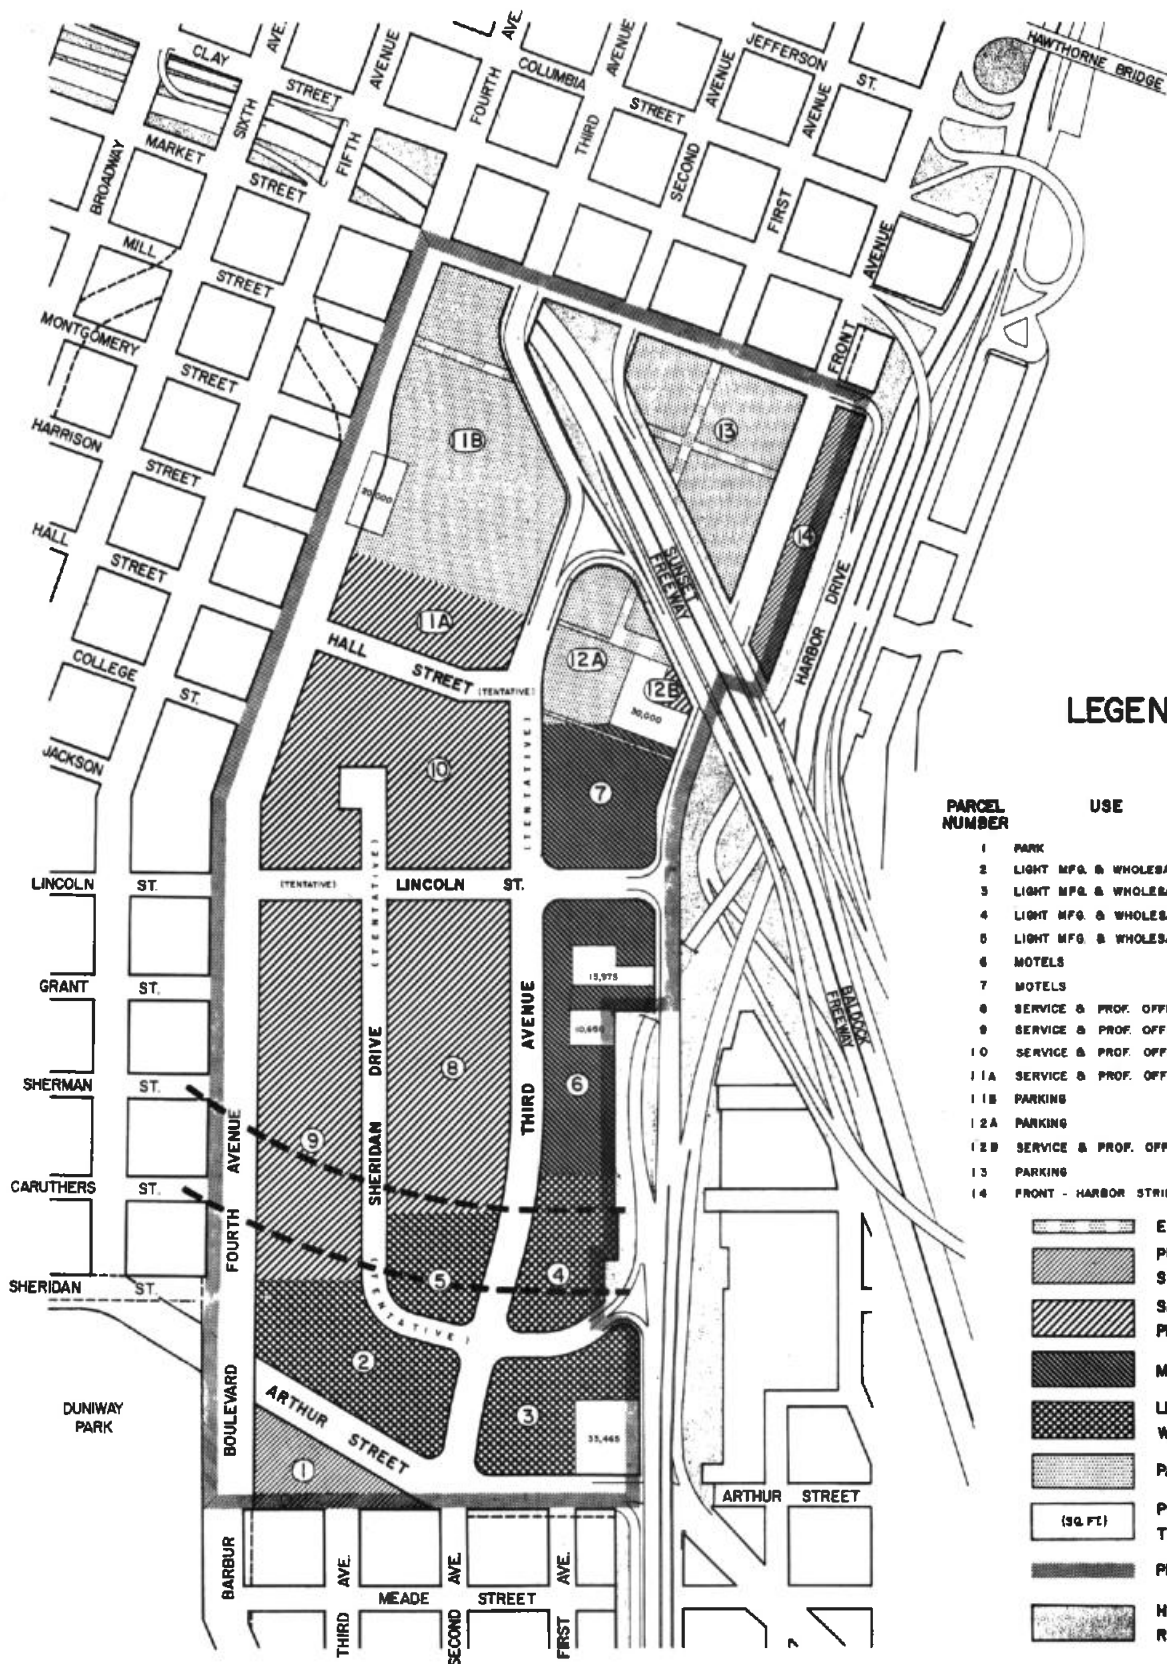 CLAY
STREET
AVE.
AVENUE
AVE.
FOURTH
COLUMBIA
STREET
AVENUE
THIRD
AVENUE
SECOND
JEFFERSON ST.
AVENUE
FIRST
HAWTHORNE BRIDGE
BROADWAY
MARKET
STREET
SIXTH
FIFTH
MILL
STREET
MONTGOMERY
STREET
HARRISON
STREET
HALL
STREET
COLLEGE
ST.
JACKSON
AVENUE
FRONT
11B
20,000
13
14
SUNSET
FREEWAY
HARBOR DRIVE
11A
HALL STREET (TENTATIVE)
12A
12B
30,000
10
7
(TENTATIVE)
(TENTATIVE)
LINCOLN ST.
(TENTATIVE)
LINCOLN ST.
GRANT ST.
SHERMAN ST.
CARUTHERS ST.
SHERIDAN ST.
15,975
10,650
6
8
9
SHERIDAN DRIVE
THIRD AVENUE
BALDOCK
FREEWAY
FOURTH AVENUE
5
4
(TENTATIVE)
2
3
33,465
ARTHUR STREET
1
DUNIWAY
PARK
BARBUR BOULEVARD
ARTHUR STREET
THIRD AVE.
SECOND AVE.
FIRST AVE.
MEADE STREET
LEGEN
PARCEL
NUMBER
USE
1 PARK
2 LIGHT MFG. & WHOLESA
3 LIGHT MFG. & WHOLESA
4 LIGHT MFG. & WHOLES
5 LIGHT MFG. & WHOLESA
6 MOTELS
7 MOTELS
8 SERVICE & PROF. OFF
9 SERVICE & PROF. OFF
10 SERVICE & PROF. OFF
11A SERVICE & PROF. OFF
11B PARKING
12A PARKING
12B SERVICE & PROF. OFF
13 PARKING
14 FRONT - HARBOR STRI
E
P
S
S
P
M
L
W
PA
(SQ. FT.)
P
T
P
H
R